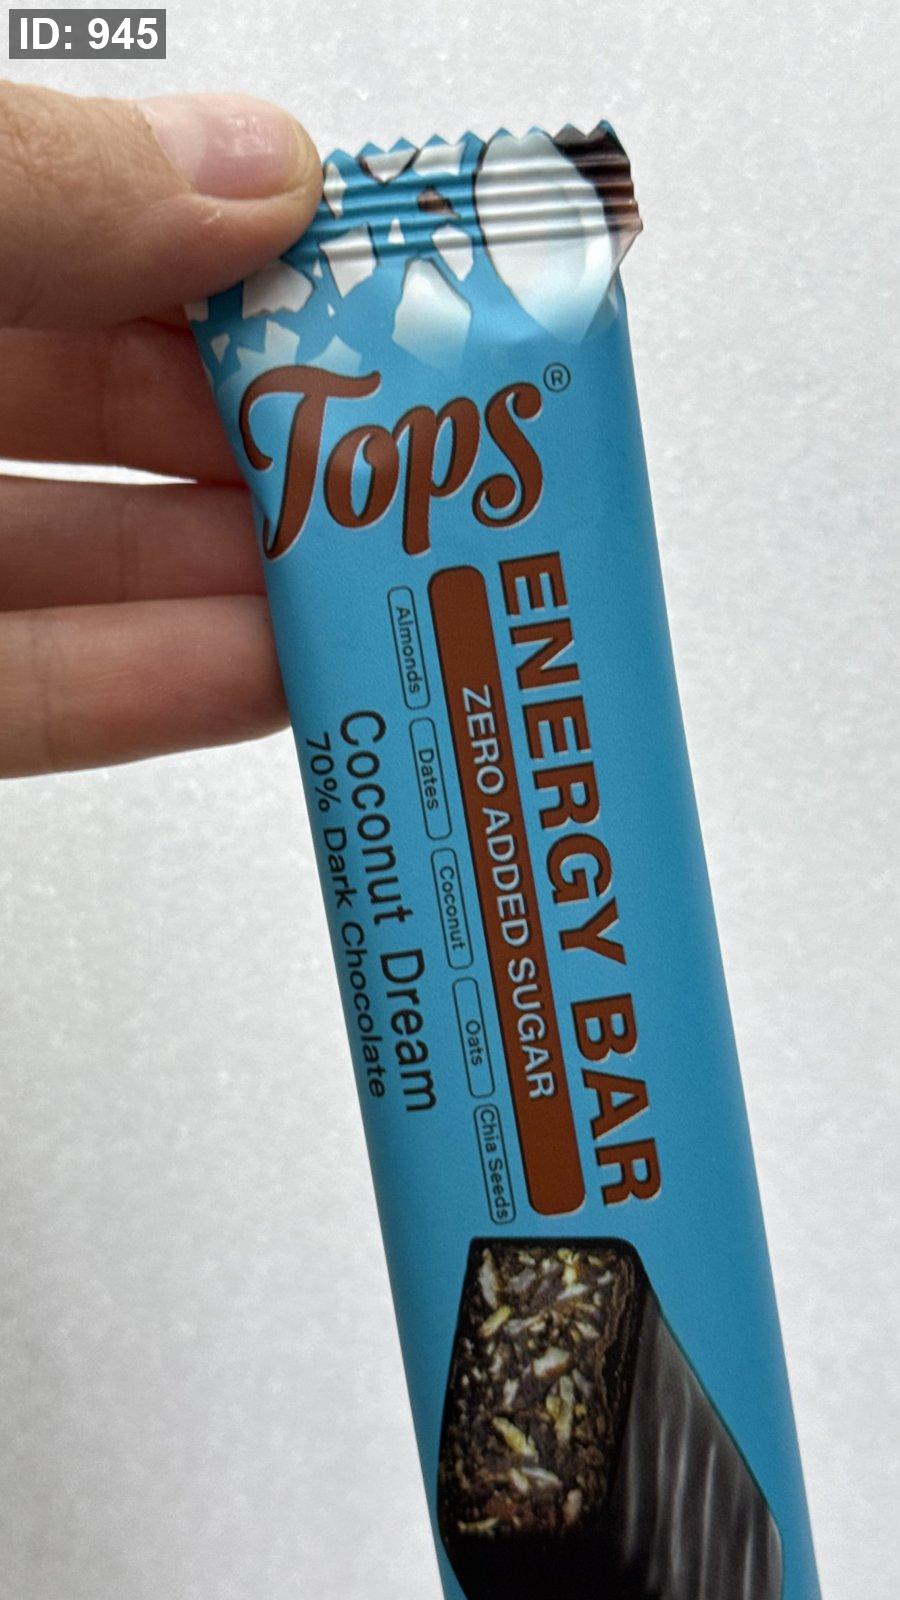 ID: 945
Tops®
ENERGY BAR
ZERO ADDED SUGAR
Almonds Dates Coconut Oats Chia Seeds
Coconut Dream
70% Dark Chocolate